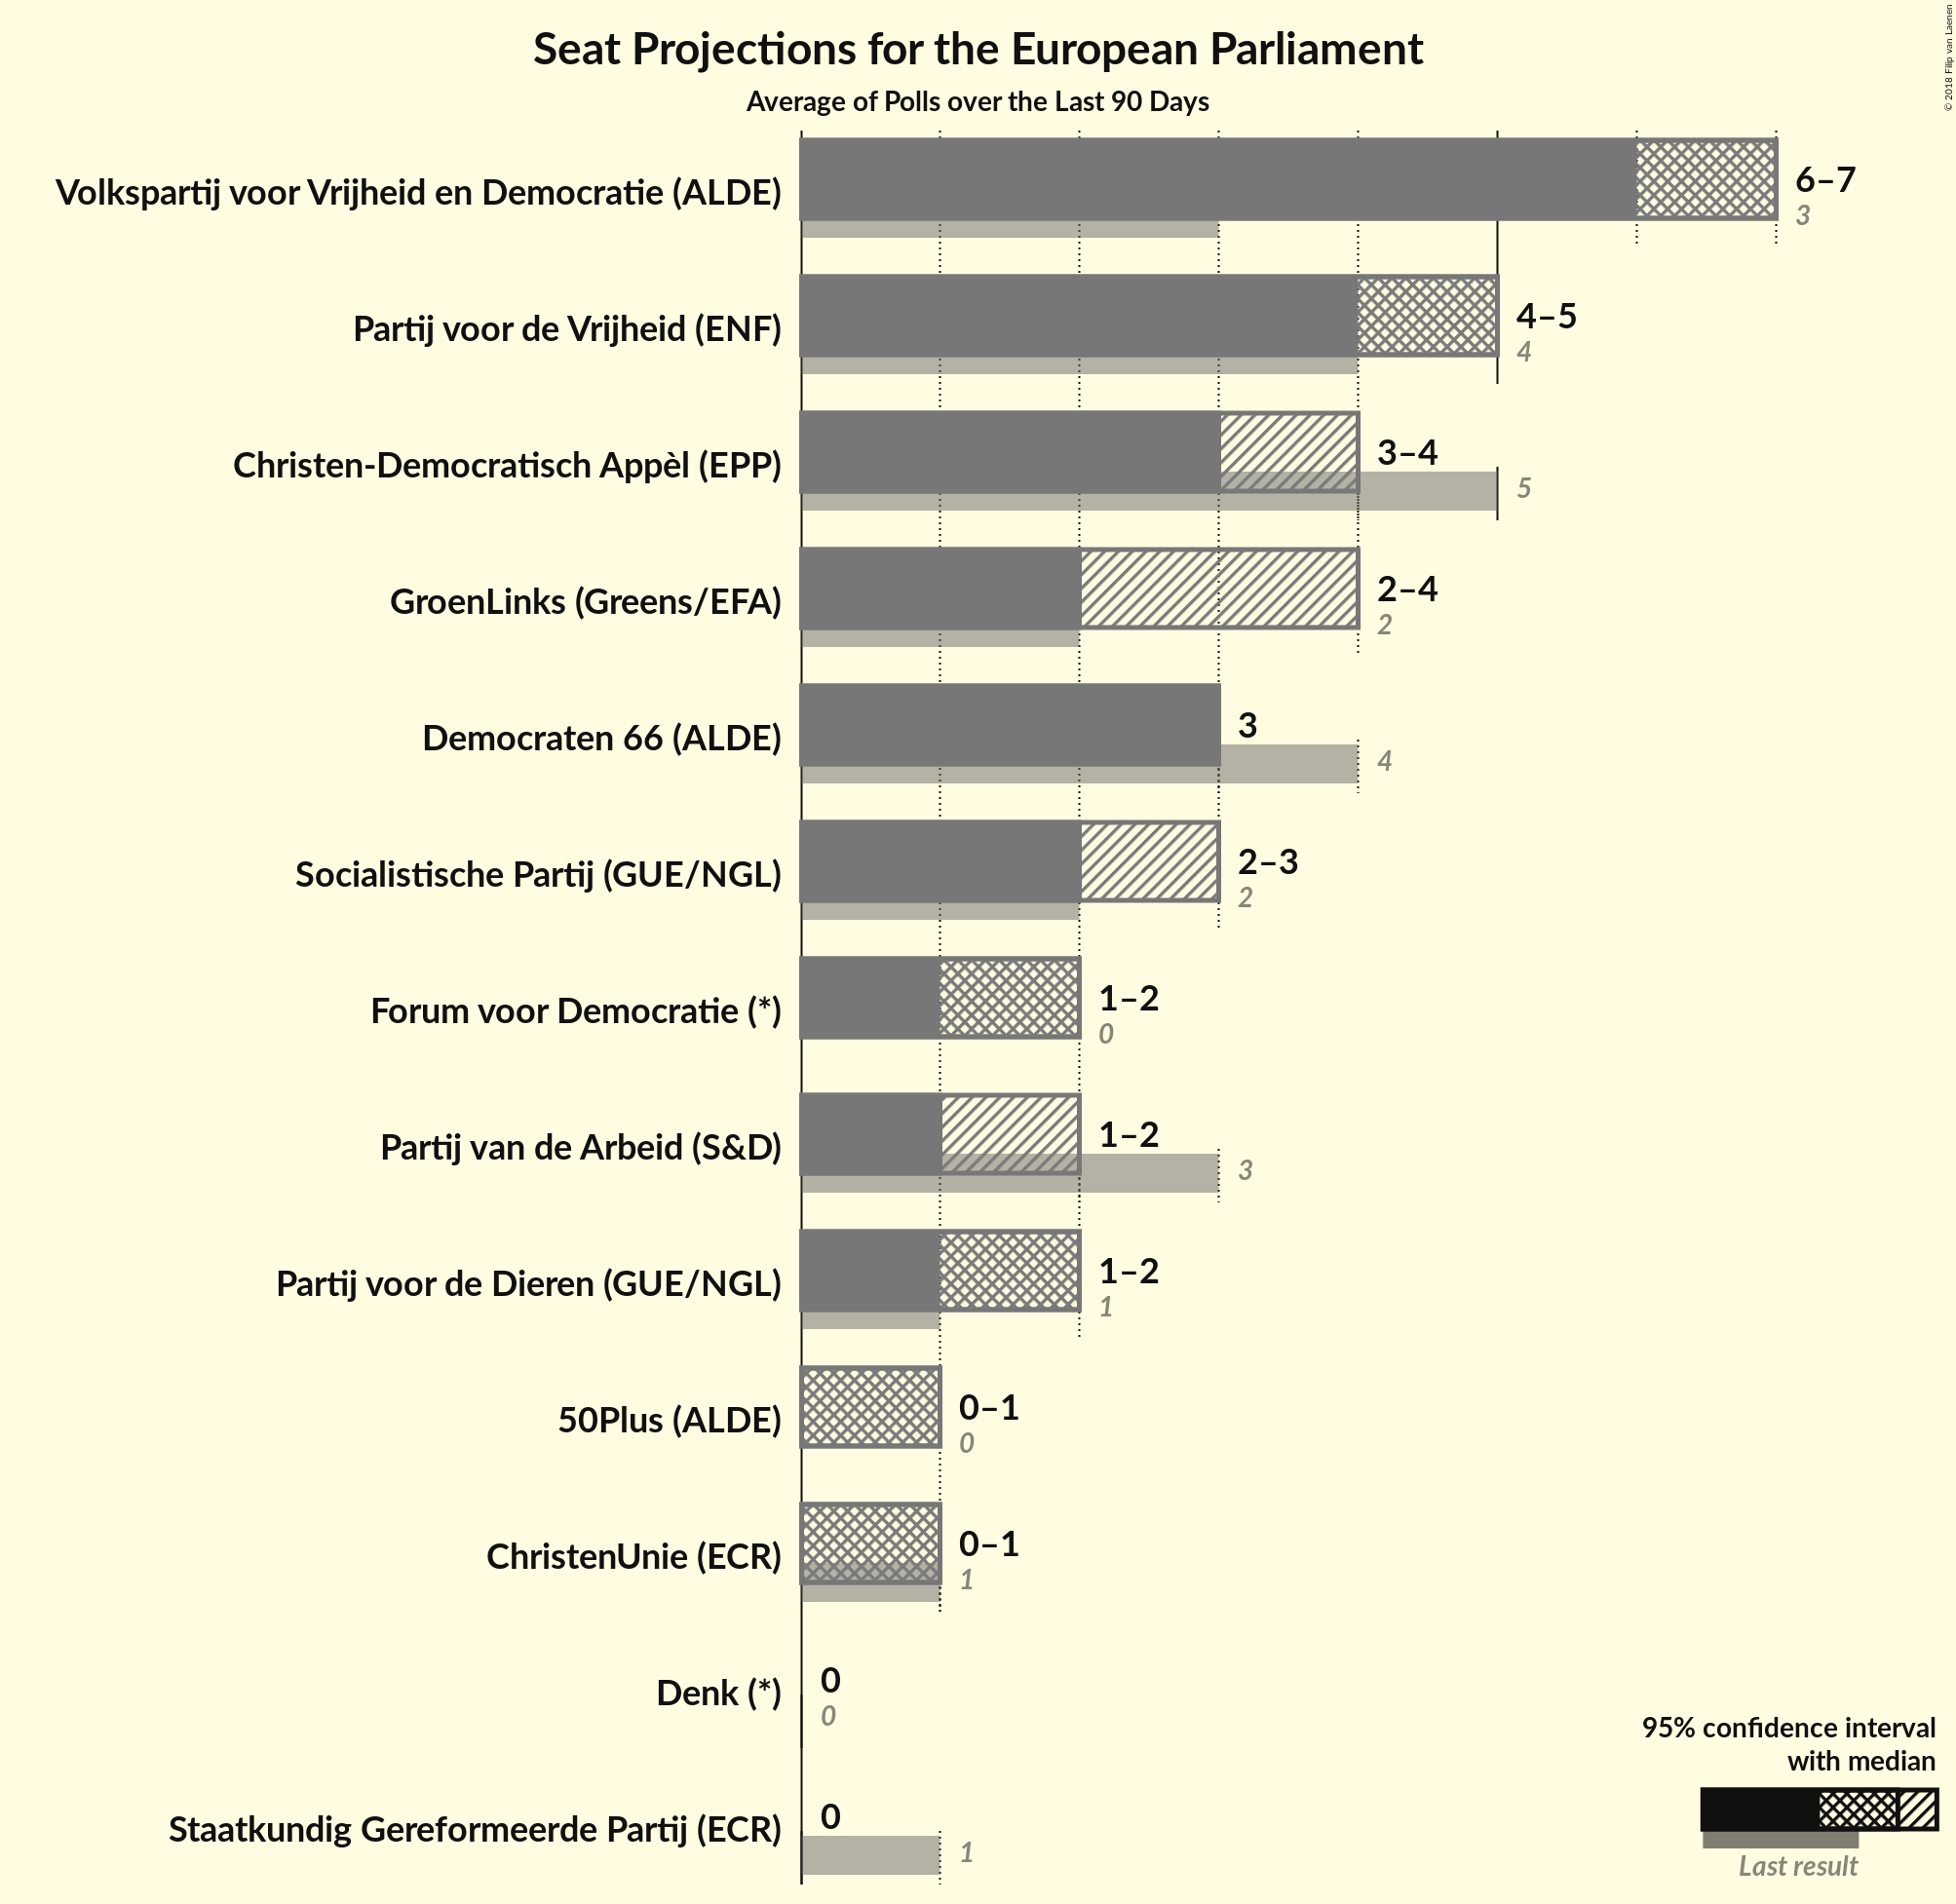 Seat Projections for the European Parliament
Average of Polls over the Last 90 Days
© 2018 Filip van Laenen
Volkspartij voor Vrijheid en Democratie (ALDE)
6–7
3
Partij voor de Vrijheid (ENF)
4–5
4
Christen-Democratisch Appèl (EPP)
3–4
5
GroenLinks (Greens/EFA)
2–4
2
Democraten 66 (ALDE)
3
4
Socialistische Partij (GUE/NGL)
2–3
2
Forum voor Democratie (*)
1–2
0
Partij van de Arbeid (S&D)
1–2
3
Partij voor de Dieren (GUE/NGL)
1–2
1
50Plus (ALDE)
0–1
0
ChristenUnie (ECR)
0–1
1
Denk (*)
0
0
Staatkundig Gereformeerde Partij (ECR)
0
1
95% confidence interval
with median
Last result